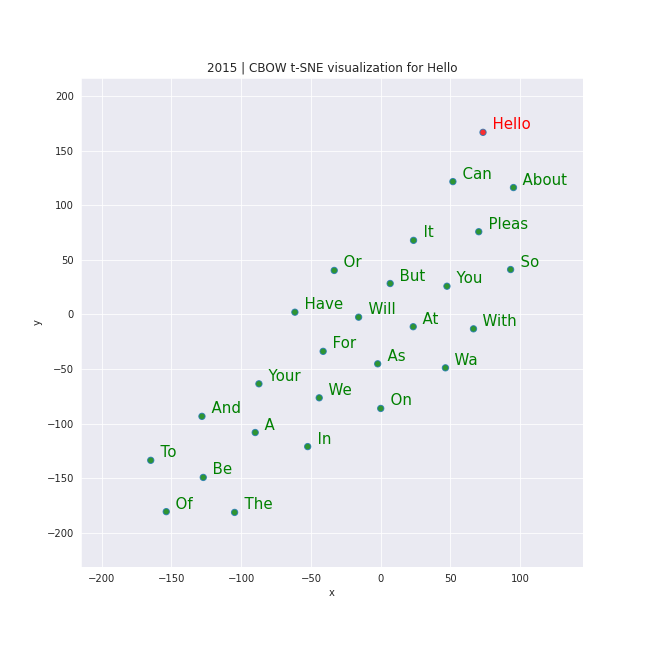 2015 | CBOW t-SNE visualization for Hello
200
150
100
50
0
−50
−100
−150
−200
y
Hello
Can
About
Pleas
It
Or
But
You
So
Have
Will
At
With
For
As
Wa
Your
We
On
And
A
In
To
Be
Of
The
−200
−150
−100
−50
0
50
100
x